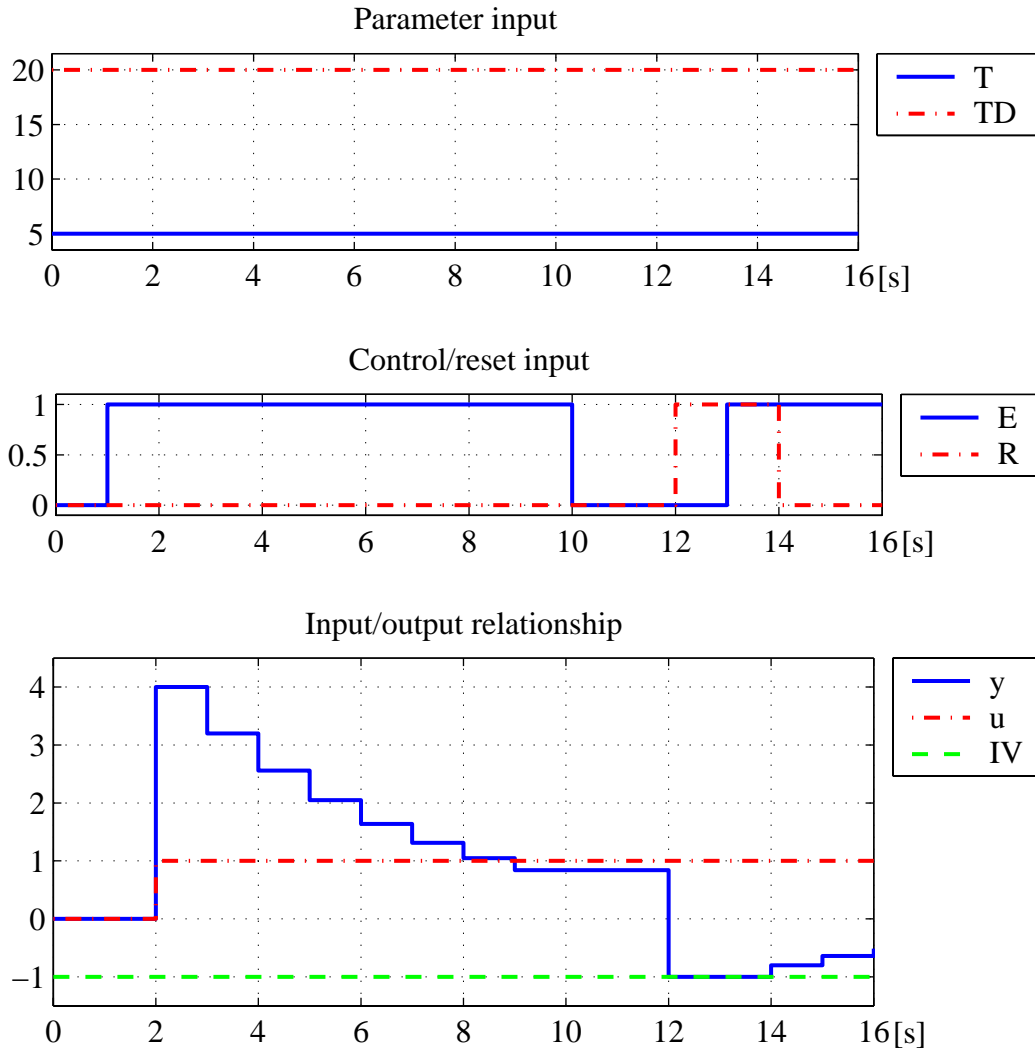 Parameter input
20
15
10
5
0 2 4 6 8 10 12 14 16[s]
T
TD
Control/reset input
1
0.5
0
0 2 4 6 8 10 12 14 16[s]
E
R
Input/output relationship
4
3
2
1
0
−1
0 2 4 6 8 10 12 14 16[s]
y
u
IV